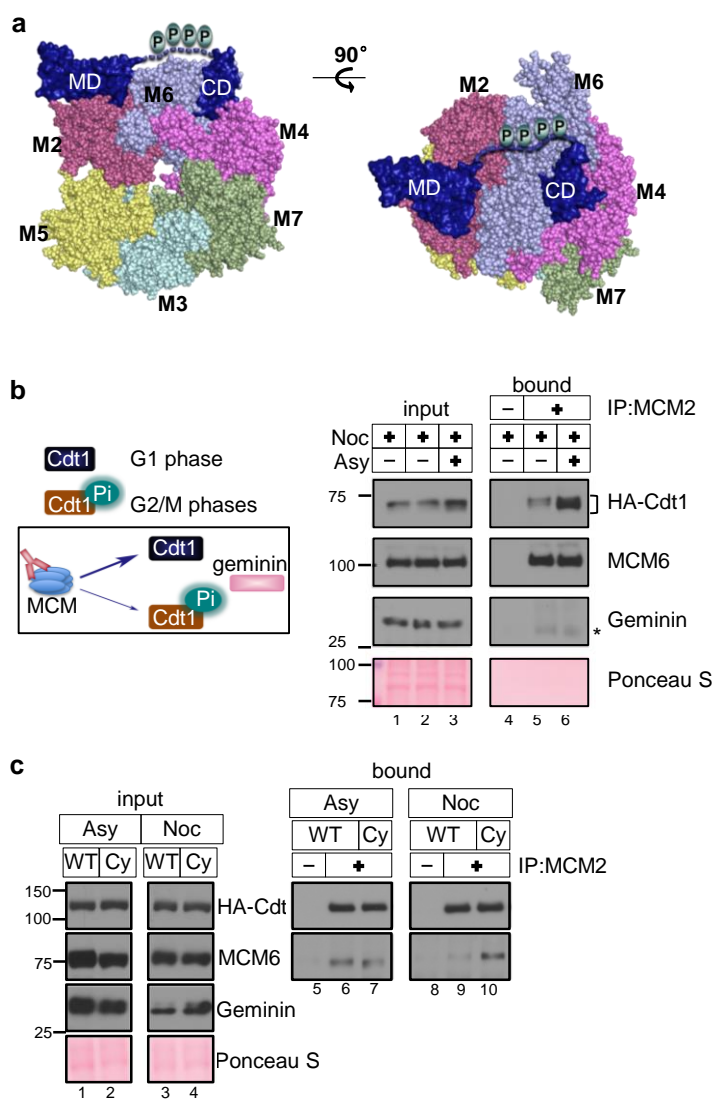 a
P P P P
MD
M6
CD
M2
M4
M5
M7
M3
90°
M6
M2
P P P P
MD
CD
M4
M7
b
Cdt1 G1 phase
Cdt1 Pi G2/M phases
MCM
Cdt1
geminin
Cdt1 Pi
input
bound
IP:MCM2
− +
Noc + + + + + +
Asy − − + − − +
75
HA-Cdt1
100
MCM6
25
Geminin
*
100
75
Ponceau S
1 2 3 4 5 6
c
input
bound
Asy Noc
Asy Noc
WT Cy WT Cy
WT Cy WT Cy
− + − +
IP:MCM2
150
100
HA-Cdt
75
MCM6
25
Geminin
Ponceau S
5 6 7 8 9 10
1 2 3 4